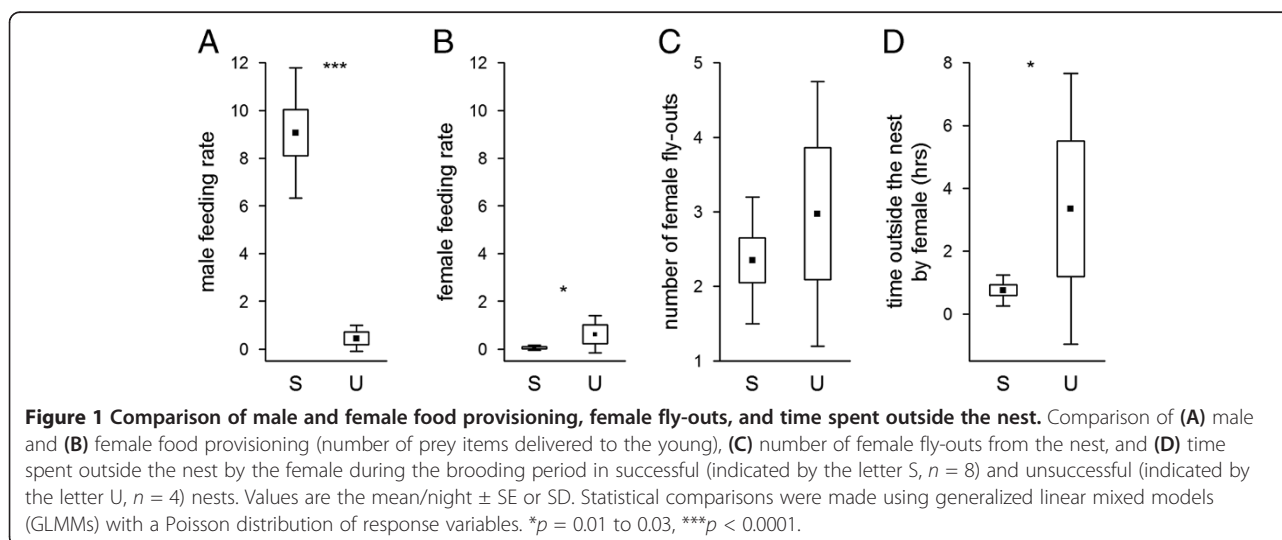 A
B
C
D
***
*
*
male feeding rate
12
10
8
6
4
2
0
S U
female feeding rate
12
10
8
6
4
2
0
S U
number of female fly-outs
5
4
3
2
1
S U
time outside the nest
by female (hrs)
8
6
4
2
0
S U
Figure 1 Comparison of male and female food provisioning, female fly-outs, and time spent outside the nest. Comparison of (A) male
and (B) female food provisioning (number of prey items delivered to the young), (C) number of female fly-outs from the nest, and (D) time
spent outside the nest by the female during the brooding period in successful (indicated by the letter S, n = 8) and unsuccessful (indicated by
the letter U, n = 4) nests. Values are the mean/night ± SE or SD. Statistical comparisons were made using generalized linear mixed models
(GLMMs) with a Poisson distribution of response variables. *p = 0.01 to 0.03, ***p < 0.0001.